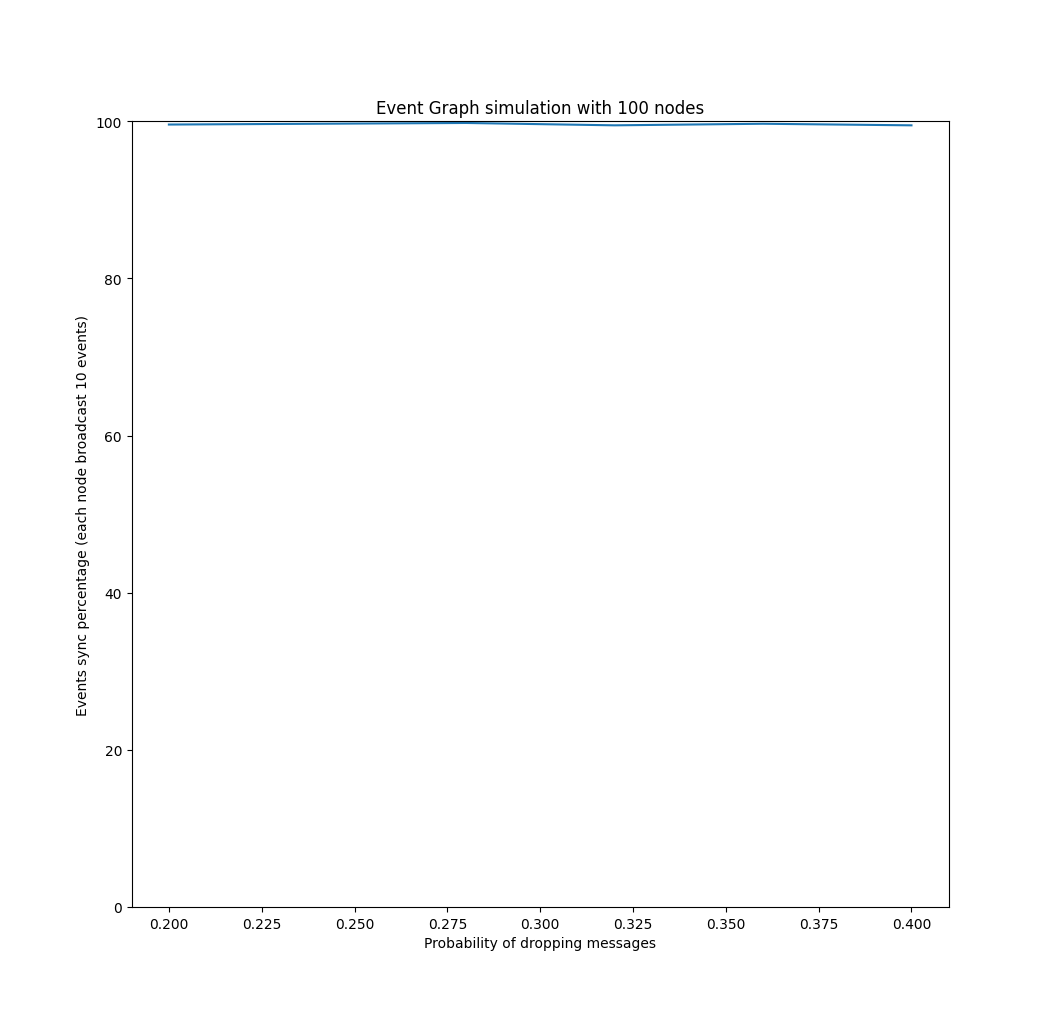 Event Graph simulation with 100 nodes
100
80
60
40
20
0
Events sync percentage (each node broadcast 10 events)
0.200 0.225 0.250 0.275 0.300 0.325 0.350 0.375 0.400
Probability of dropping messages